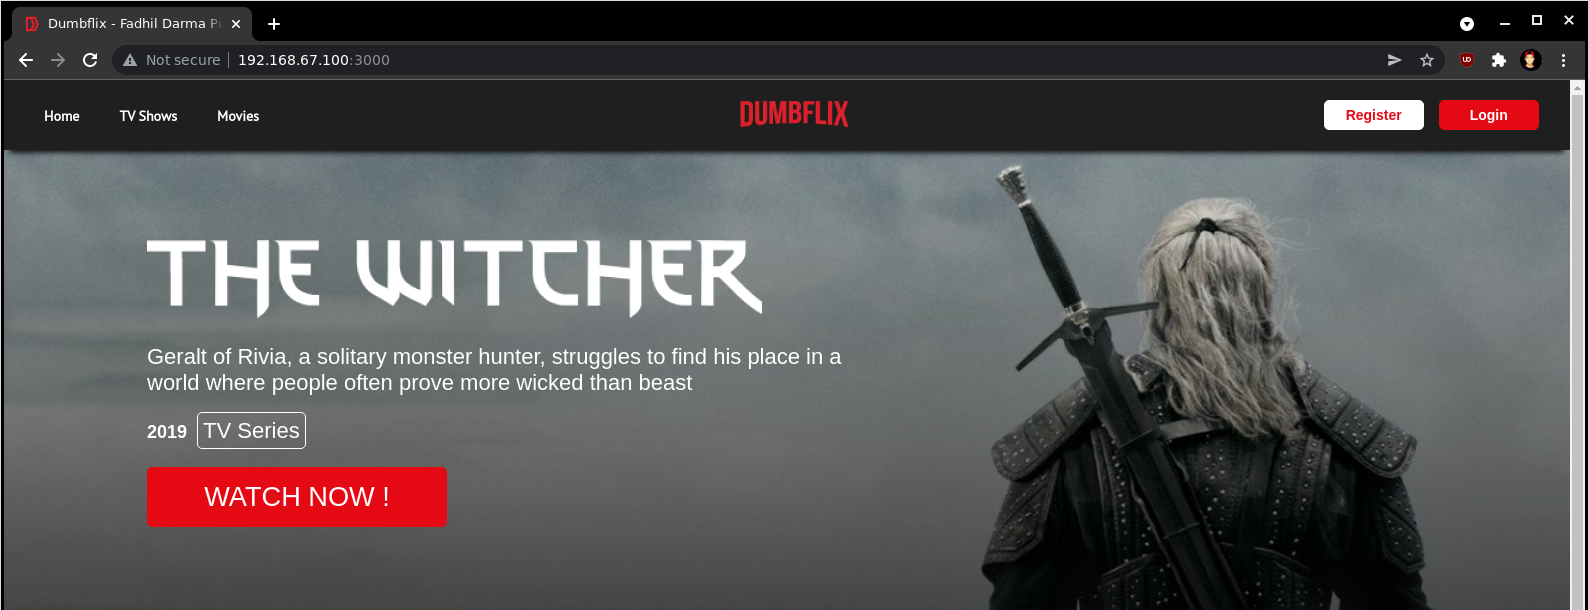 Dumbflix - Fadhil Darma
Not secure
192.168.67.100:3000
UD
Home
TV Shows
Movies
DUMBFLIX
Register
Login
THE WITCHER
Geralt of Rivia, a solitary monster hunter, struggles to find his place in a
world where people often prove more wicked than beast
2019 TV Series
WATCH NOW !